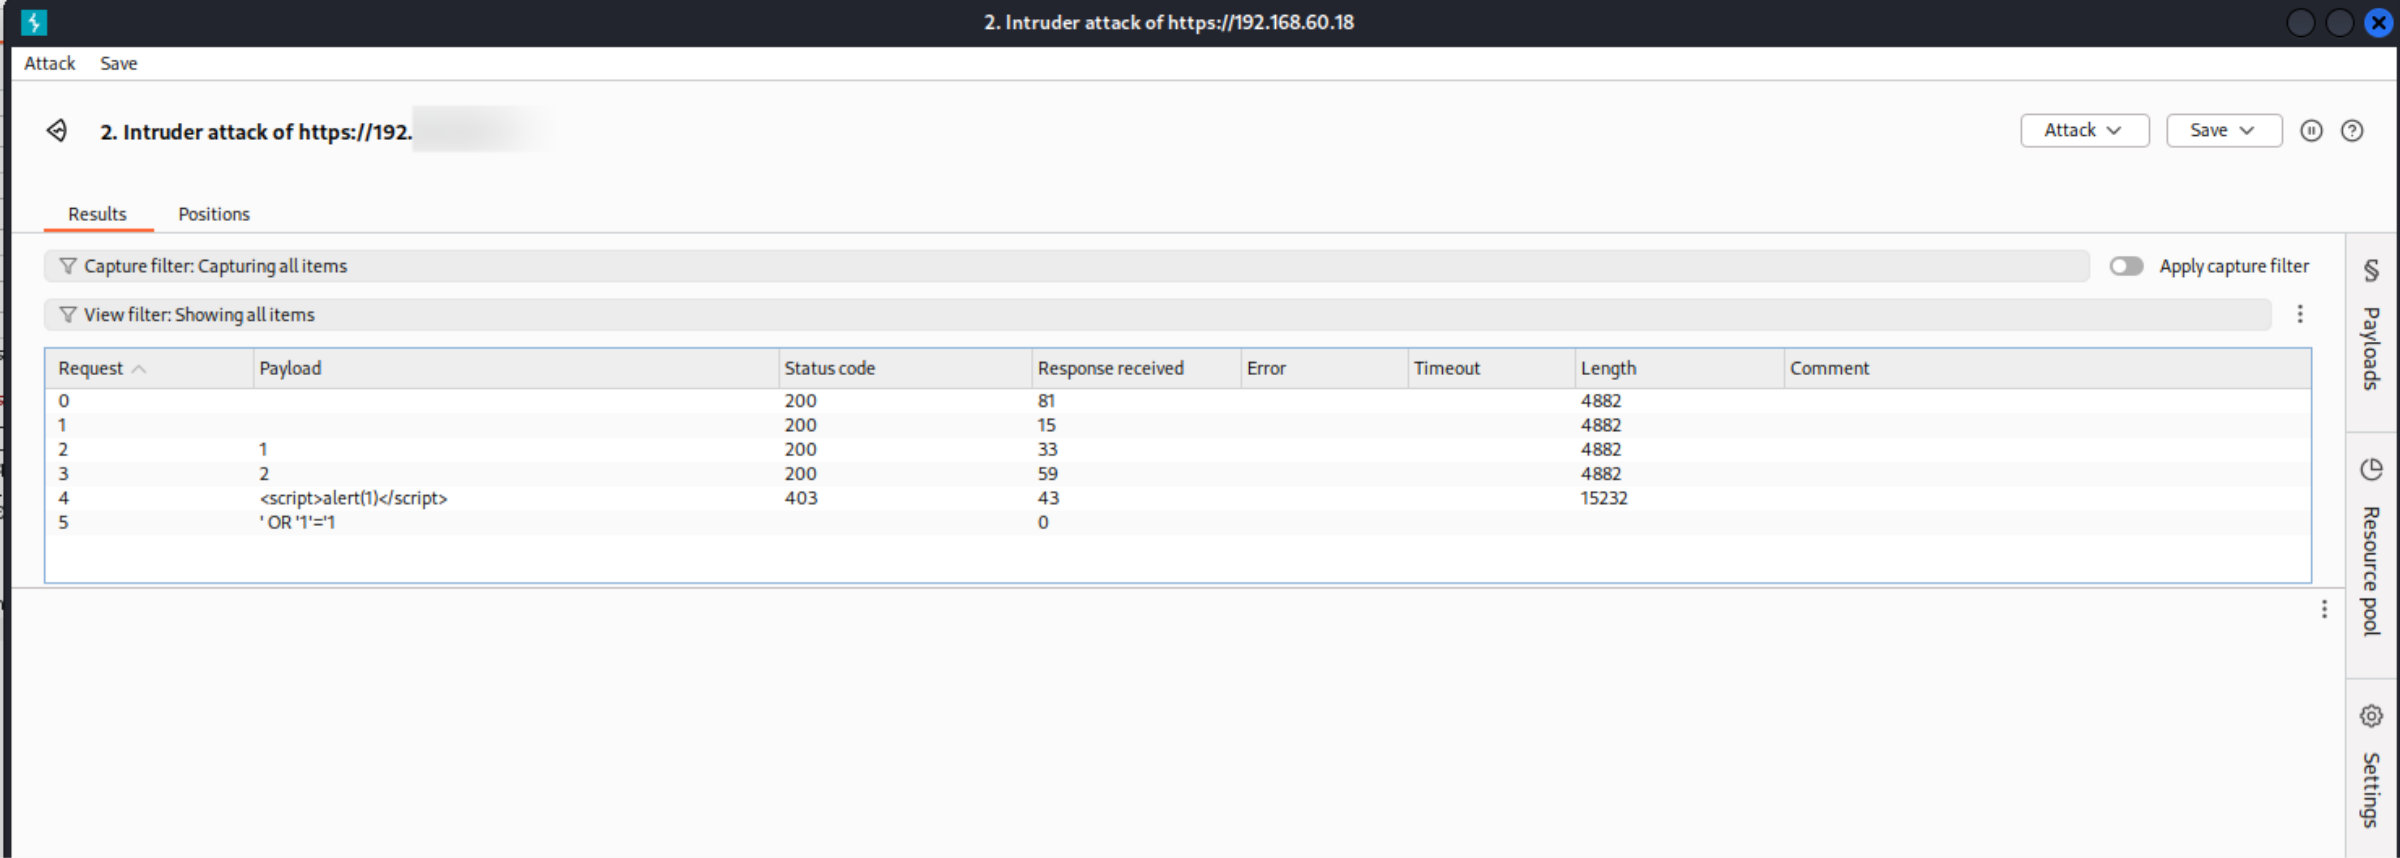 2. Intruder attack of https://192.168.60.18
Attack Save
2. Intruder attack of https://192.
Attack Save
Results Positions
Capture filter: Capturing all items Apply capture filter
View filter: Showing all items
Request Payload Status code Response received Error Timeout Length Comment
0 200 81 4882
1 200 15 4882
2 1 200 33 4882
3 2 200 59 4882
4 <script>alert(1)</script> 403 43 15232
5 ' OR '1'='1 0
Payloads
Resource pool
Settings